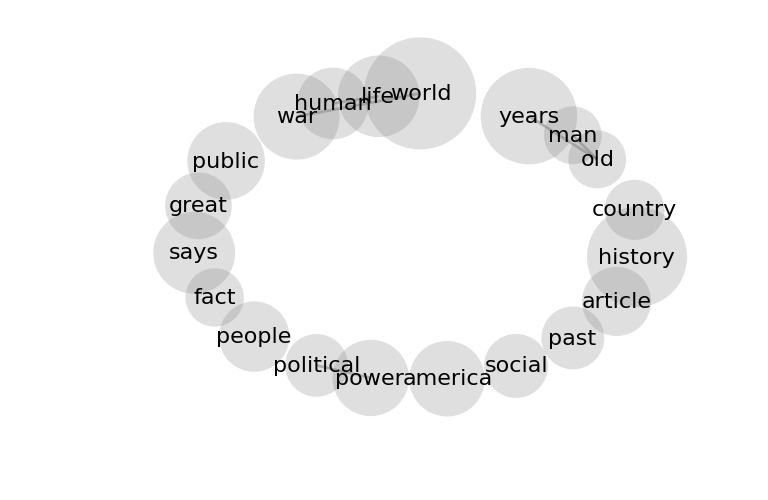 world
life
human
war
years
man
old
public
great
country
says
history
fact
article
people
past
political
power
america
social